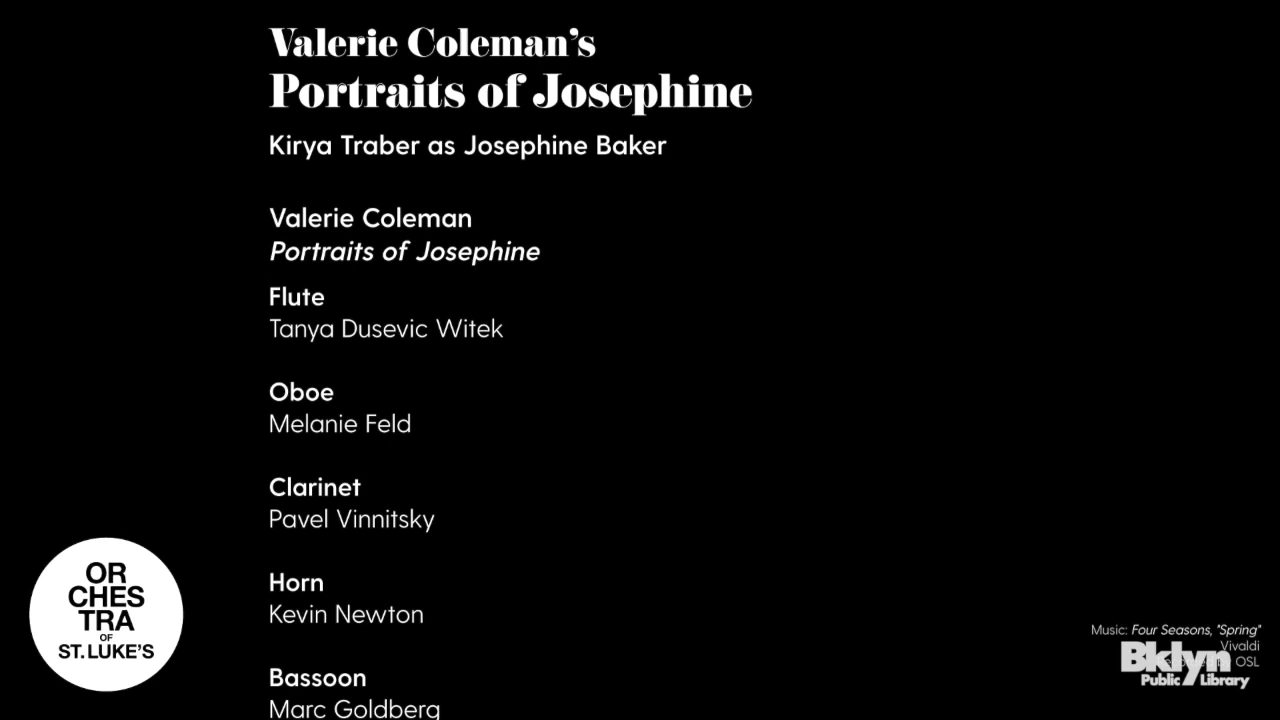 Valerie Coleman's
Portraits of Josephine
Kirya Traber as Josephine Baker
Valerie Coleman
Portraits of Josephine
Flute
Tanya Dusevic Witek
Oboe
Melanie Feld
Clarinet
Pavel Vinnitsky
Horn
Kevin Newton
Bassoon
Marc Goldberg
OR
CHES
TRA
OF
ST. LUKE'S
Music: Four Seasons, "Spring"
Vivaldi
OSL
Bklyn
Public Library